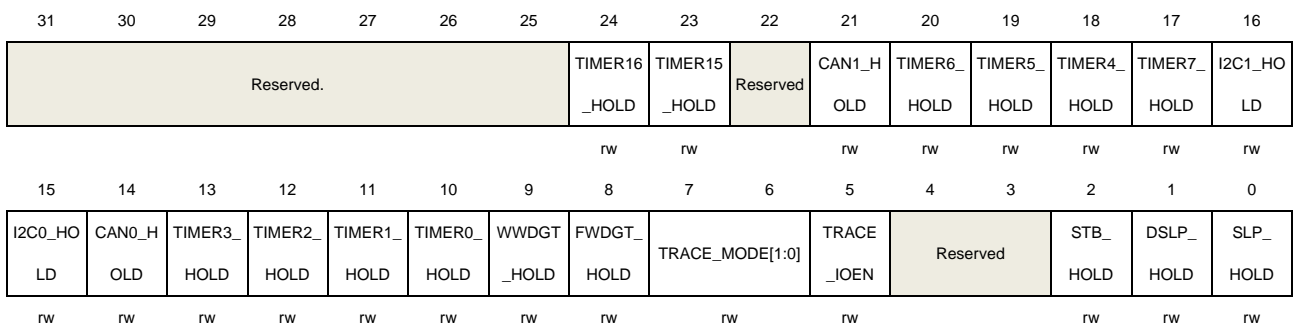 31 30 29 28 27 26 25 24 23 22 21 20 19 18 17 16
Reserved. TIMER16 TIMER15 Reserved CAN1_H TIMER6_ TIMER5_ TIMER4_ TIMER7_ I2C1_HO
_HOLD _HOLD OLD HOLD HOLD HOLD HOLD LD
rw rw rw rw rw rw rw rw
15 14 13 12 11 10 9 8 7 6 5 4 3 2 1 0
I2C0_HO CAN0_H TIMER3_ TIMER2_ TIMER1_ TIMER0_ WWDGT FWDGT_ TRACE_MODE[1:0] TRACE Reserved STB_ DSLP_ SLP_
LD OLD HOLD HOLD HOLD HOLD _HOLD HOLD _IOEN HOLD HOLD HOLD
rw rw rw rw rw rw rw rw rw rw rw rw rw